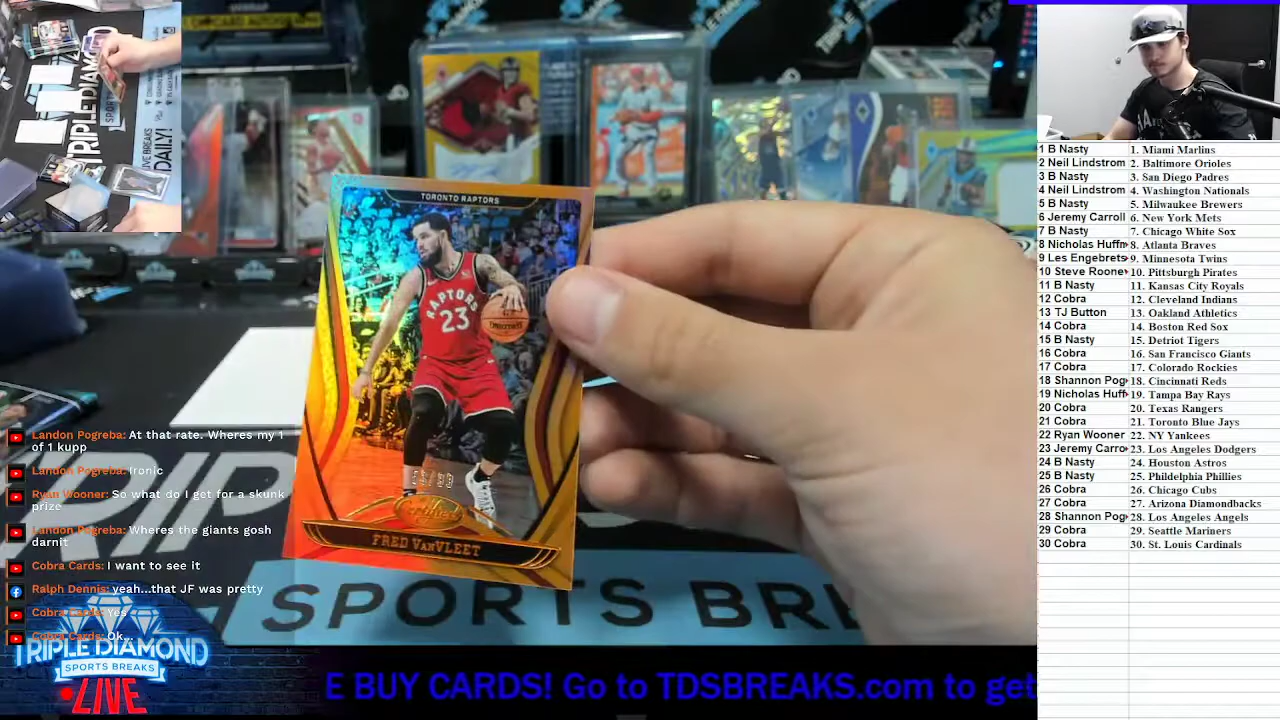 TORONTO RAPTORS
RAPTORS
23
Certified
FRED VANVLEET
TRIPLE DIAMOND
DAILY!
SPORTS BRE
Landon Pogreba: At that rate. Wheres my 1
of 1 kupp
Landon Pogreba: Ironic
Ryan Wooner: So what do I get for a skunk
prize
Landon Pogreba: Wheres the giants gosh
darnit
Cobra Cards: I want to see it
Ralph Dennis: yeah...that JF was pretty
Cobra Cards: Yes
Cobra Cards: Ok...
TRIPLE DIAMOND
SPORTS BREAKS
LIVE
E BUY CARDS! Go to TDSBREAKS.com to get
1 B Nasty 1. Miami Marlins
2 Neil Lindstrom 2. Baltimore Orioles
3 B Nasty 3. San Diego Padres
4 Neil Lindstrom 4. Washington Nationals
5 B Nasty 5. Milwaukee Brewers
6 Jeremy Carroll 6. New York Mets
7 B Nasty 7. Chicago White Sox
8 Nicholas Huffm 8. Atlanta Braves
9 Les Engebrets 9. Minnesota Twins
10 Steve Roone 10. Pittsburgh Pirates
11 B Nasty 11. Kansas City Royals
12 Cobra 12. Cleveland Indians
13 TJ Button 13. Oakland Athletics
14 Cobra 14. Boston Red Sox
15 B Nasty 15. Detriot Tigers
16 Cobra 16. San Francisco Giants
17 Cobra 17. Colorado Rockies
18 Shannon Pog 18. Cincinnati Reds
19 Nicholas Huff 19. Tampa Bay Rays
20 Cobra 20. Texas Rangers
21 Cobra 21. Toronto Blue Jays
22 Ryan Wooner 22. NY Yankees
23 Jeremy Carro 23. Los Angeles Dodgers
24 B Nasty 24. Houston Astros
25 B Nasty 25. Philadelphia Phillies
26 Cobra 26. Chicago Cubs
27 Cobra 27. Arizona Diamondbacks
28 Shannon Pog 28. Los Angeles Angels
29 Cobra 29. Seattle Mariners
30 Cobra 30. St. Louis Cardinals